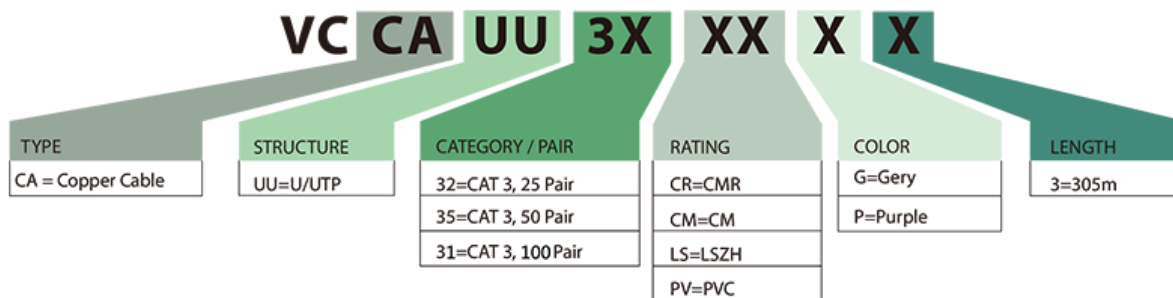 VC CA UU 3X XX X X
TYPE STRUCTURE CATEGORY / PAIR RATING COLOR LENGTH
CA = Copper Cable UU=U/UTP 32=CAT 3, 25 Pair CR=CMR G=Gery 3=305m
35=CAT 3, 50 Pair CM=CM P=Purple
31=CAT 3, 100 Pair LS=LSZH
PV=PVC